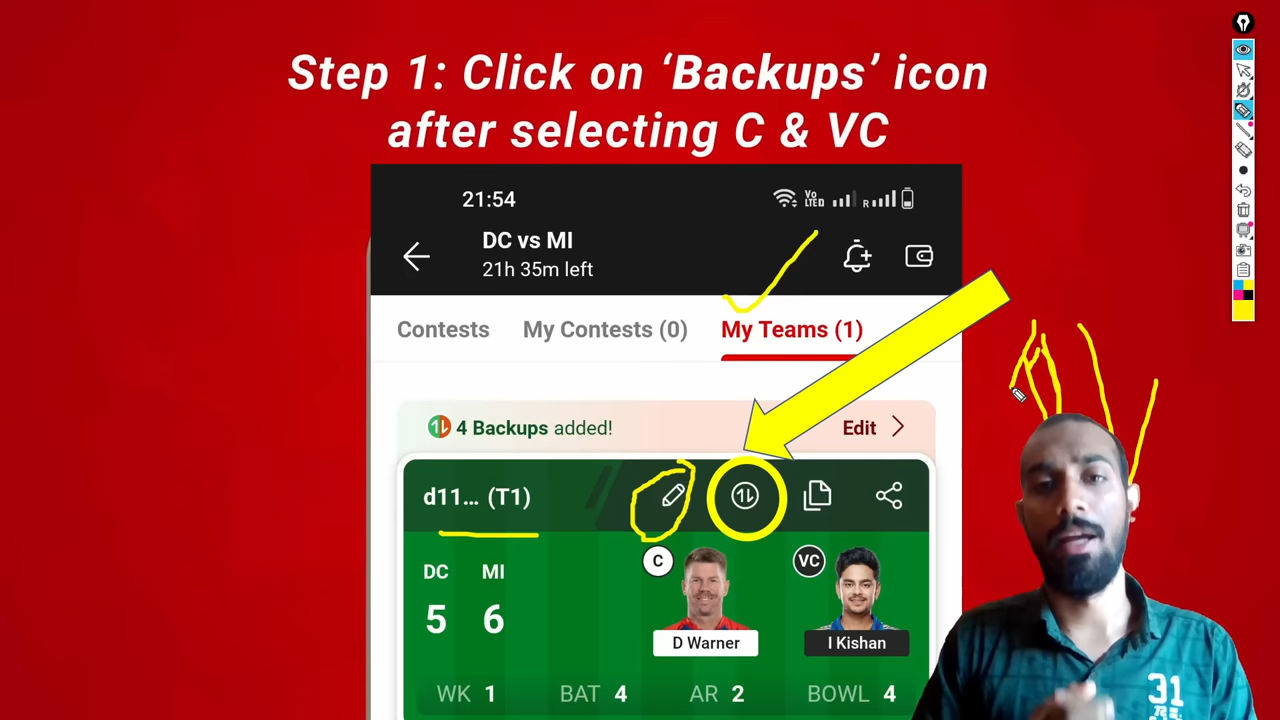 Step 1: Click on ‘Backups’ icon
after selecting C & VC
21:54
Vo LTED R
DC vs MI
21h 35m left
Contests My Contests (0) My Teams (1)
4 Backups added! Edit
d11... (T1)
C VC
DC MI
5 6
D Warner I Kishan
WK 1 BAT 4 AR 2 BOWL 4
31